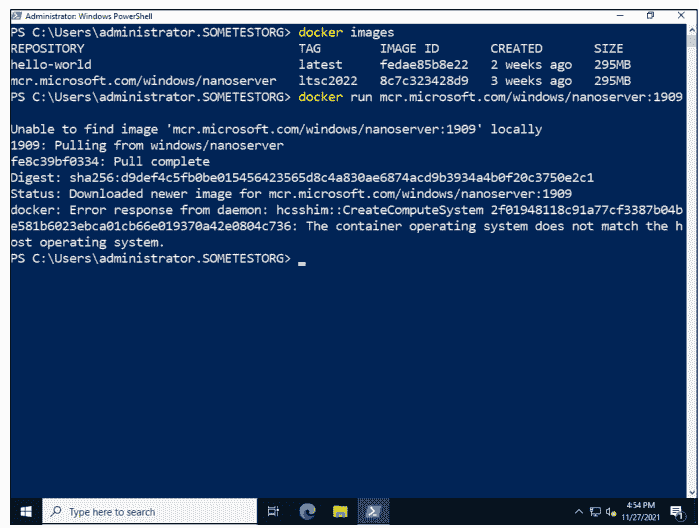 Administrator: Windows PowerShell
PS C:\Users\administrator.SOMETESTORG> docker images
REPOSITORY TAG IMAGE ID CREATED SIZE
hello-world latest fedae85b8e22 2 weeks ago 295MB
mcr.microsoft.com/windows/nanoserver ltsc2022 8c7c323428d9 3 weeks ago 295MB
PS C:\Users\administrator.SOMETESTORG> docker run mcr.microsoft.com/windows/nanoserver:1909
Unable to find image 'mcr.microsoft.com/windows/nanoserver:1909' locally
1909: Pulling from windows/nanoserver
fe8c39bf0334: Pull complete
Digest: sha256:d9def4c5fb0be015456423565d8c4a830ae6874acd9b3934a4b0f20c3750e2c1
Status: Downloaded newer image for mcr.microsoft.com/windows/nanoserver:1909
docker: Error response from daemon: hcsshim::CreateComputeSystem 2f01948118c91a77cf3387b04b
e581b6023ebca01cb66e019370a42e0804c736: The container operating system does not match the h
ost operating system.
PS C:\Users\administrator.SOMETESTORG> _
Type here to search
4:54 PM
11/27/2021